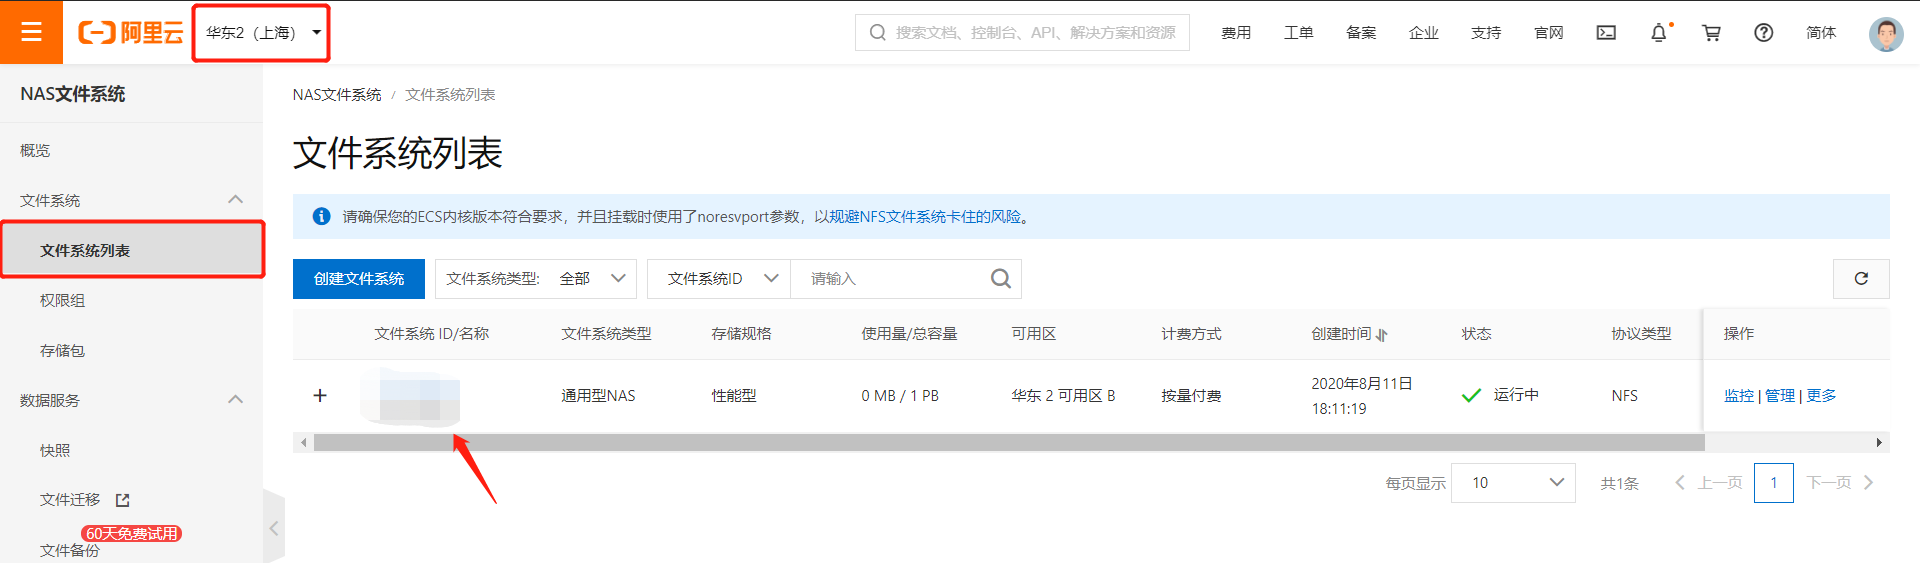 阿里云
华东2（上海）
搜索文档、控制台、API、解决方案和资源
费用
工单
备案
企业
支持
官网
简体
NAS文件系统
概览
文件系统
文件系统列表
权限组
存储包
数据服务
快照
文件迁移
60天免费试用
文件备份
NAS文件系统 / 文件系统列表
文件系统列表
请确保您的ECS内核版本符合要求，并且挂载时使用了noresvport参数，以规避NFS文件系统卡住的风险。
创建文件系统
文件系统类型: 全部
文件系统ID
请输入
文件系统 ID/名称 文件系统类型 存储规格 使用量/总容量 可用区 计费方式 创建时间 状态 协议类型 操作
通用型NAS 性能型 0 MB / 1 PB 华东 2 可用区 B 按量付费 2020年8月11日
18:11:19 运行中 NFS 监控 | 管理 | 更多
每页显示 10 共1条 上一页 1 下一页